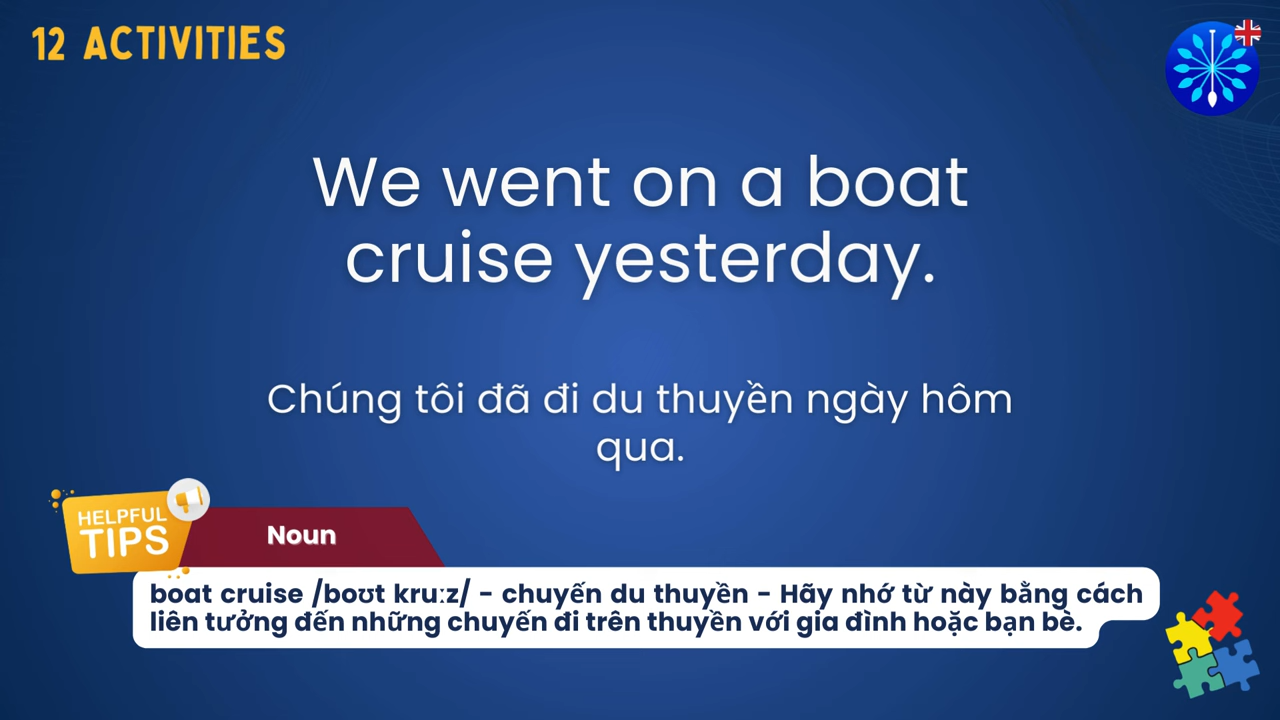 12 ACTIVITIES
We went on a boat
cruise yesterday.
Chúng tôi đã đi du thuyền ngày hôm
qua.
HELPFUL
TIPS
Noun
boat cruise /boʊt kruːz/ - chuyến du thuyền - Hãy nhớ từ này bằng cách
liên tưởng đến những chuyến đi trên thuyền với gia đình hoặc bạn bè.